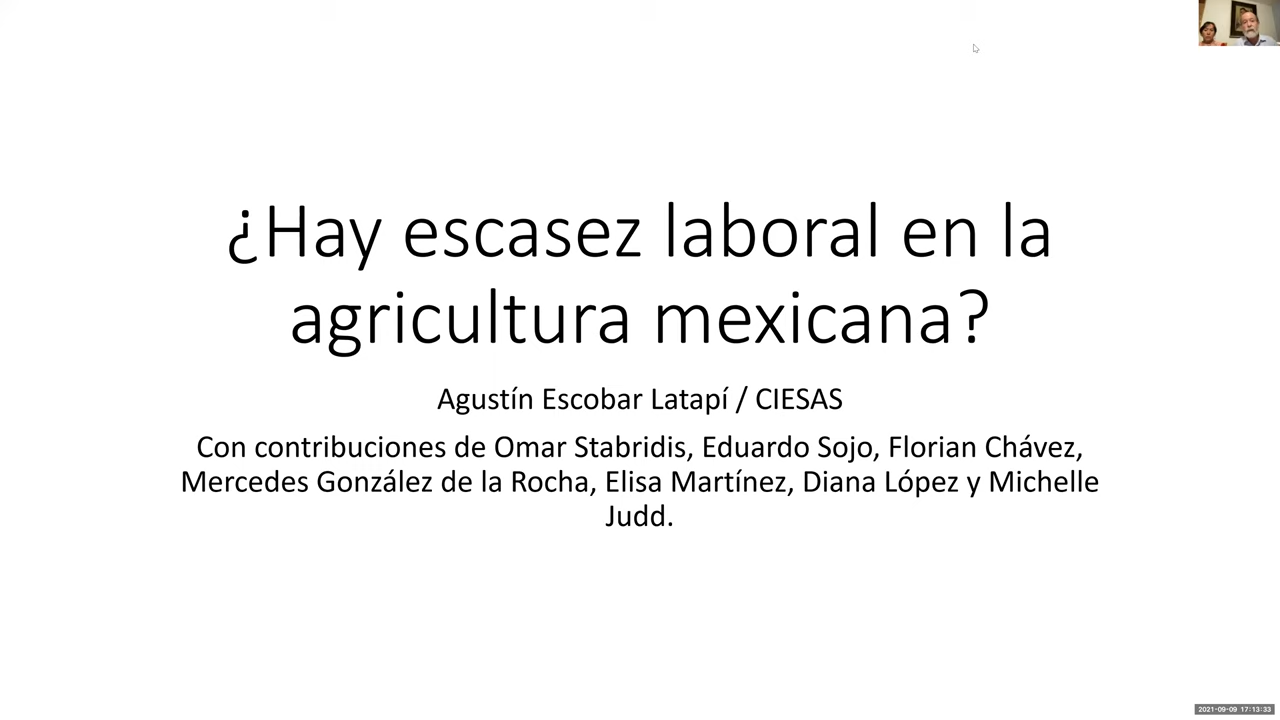 ¿Hay escasez laboral en la
agricultura mexicana?
Agustín Escobar Latapí / CIESAS
Con contribuciones de Omar Stabridis, Eduardo Sojo, Florian Chávez,
Mercedes González de la Rocha, Elisa Martínez, Diana López y Michelle
Judd.
2021-09-09 17:13:33